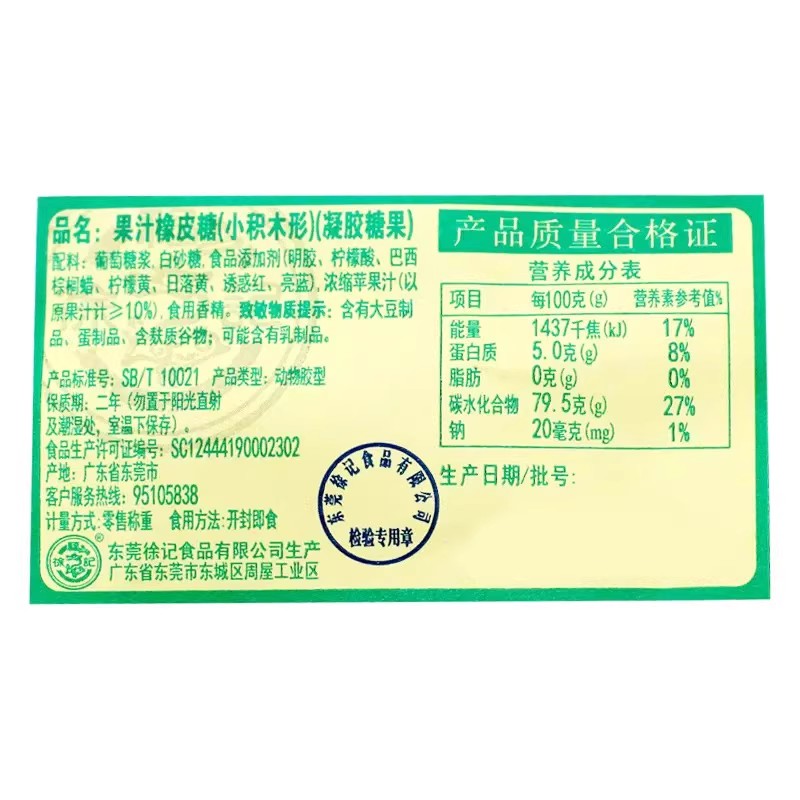 品名：果汁橡皮糖(小积木形)(凝胶糖果)
配料：葡萄糖浆, 白砂糖, 食品添加剂(明胶、柠檬酸、巴西
棕榈蜡、柠檬黄、日落黄、诱惑红、亮蓝), 浓缩苹果汁(以
原果汁计≥10%), 食用香精。致敏物质提示：含有大豆制
品、蛋制品、含麸质谷物；可能含有乳制品。
产品标准号：SB/T 10021 产品类型：动物胶型
保质期：二年（勿置于阳光直射
及潮湿处，室温下保存）。
食品生产许可证编号：SC12444190002302
产地：广东省东莞市
客户服务热线：95105838
计量方式:零售称重 食用方法:开封即食
徐記
®
东莞徐记食品有限公司生产
广东省东莞市东城区周屋工业区
东莞徐记食品有限公司
检验专用章
产品质量合格证
营养成分表
项目 每100克(g) 营养素参考值%
能量 1437千焦(kJ) 17%
蛋白质 5.0克(g) 8%
脂肪 0克(g) 0%
碳水化合物 79.5克(g) 27%
钠 20毫克(mg) 1%
生产日期/批号：